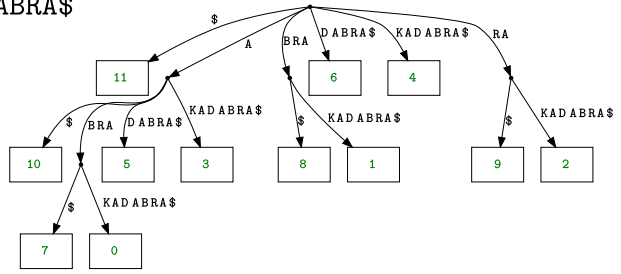 ABRA$
$ A BRA DABRA$ KADABRA$ RA
11 6 4
$ BRA DABRA$ KADABRA$ $ KADABRA$ $ KADABRA$
10 5 3 8 1 9 2
$ KADABRA$
7 0